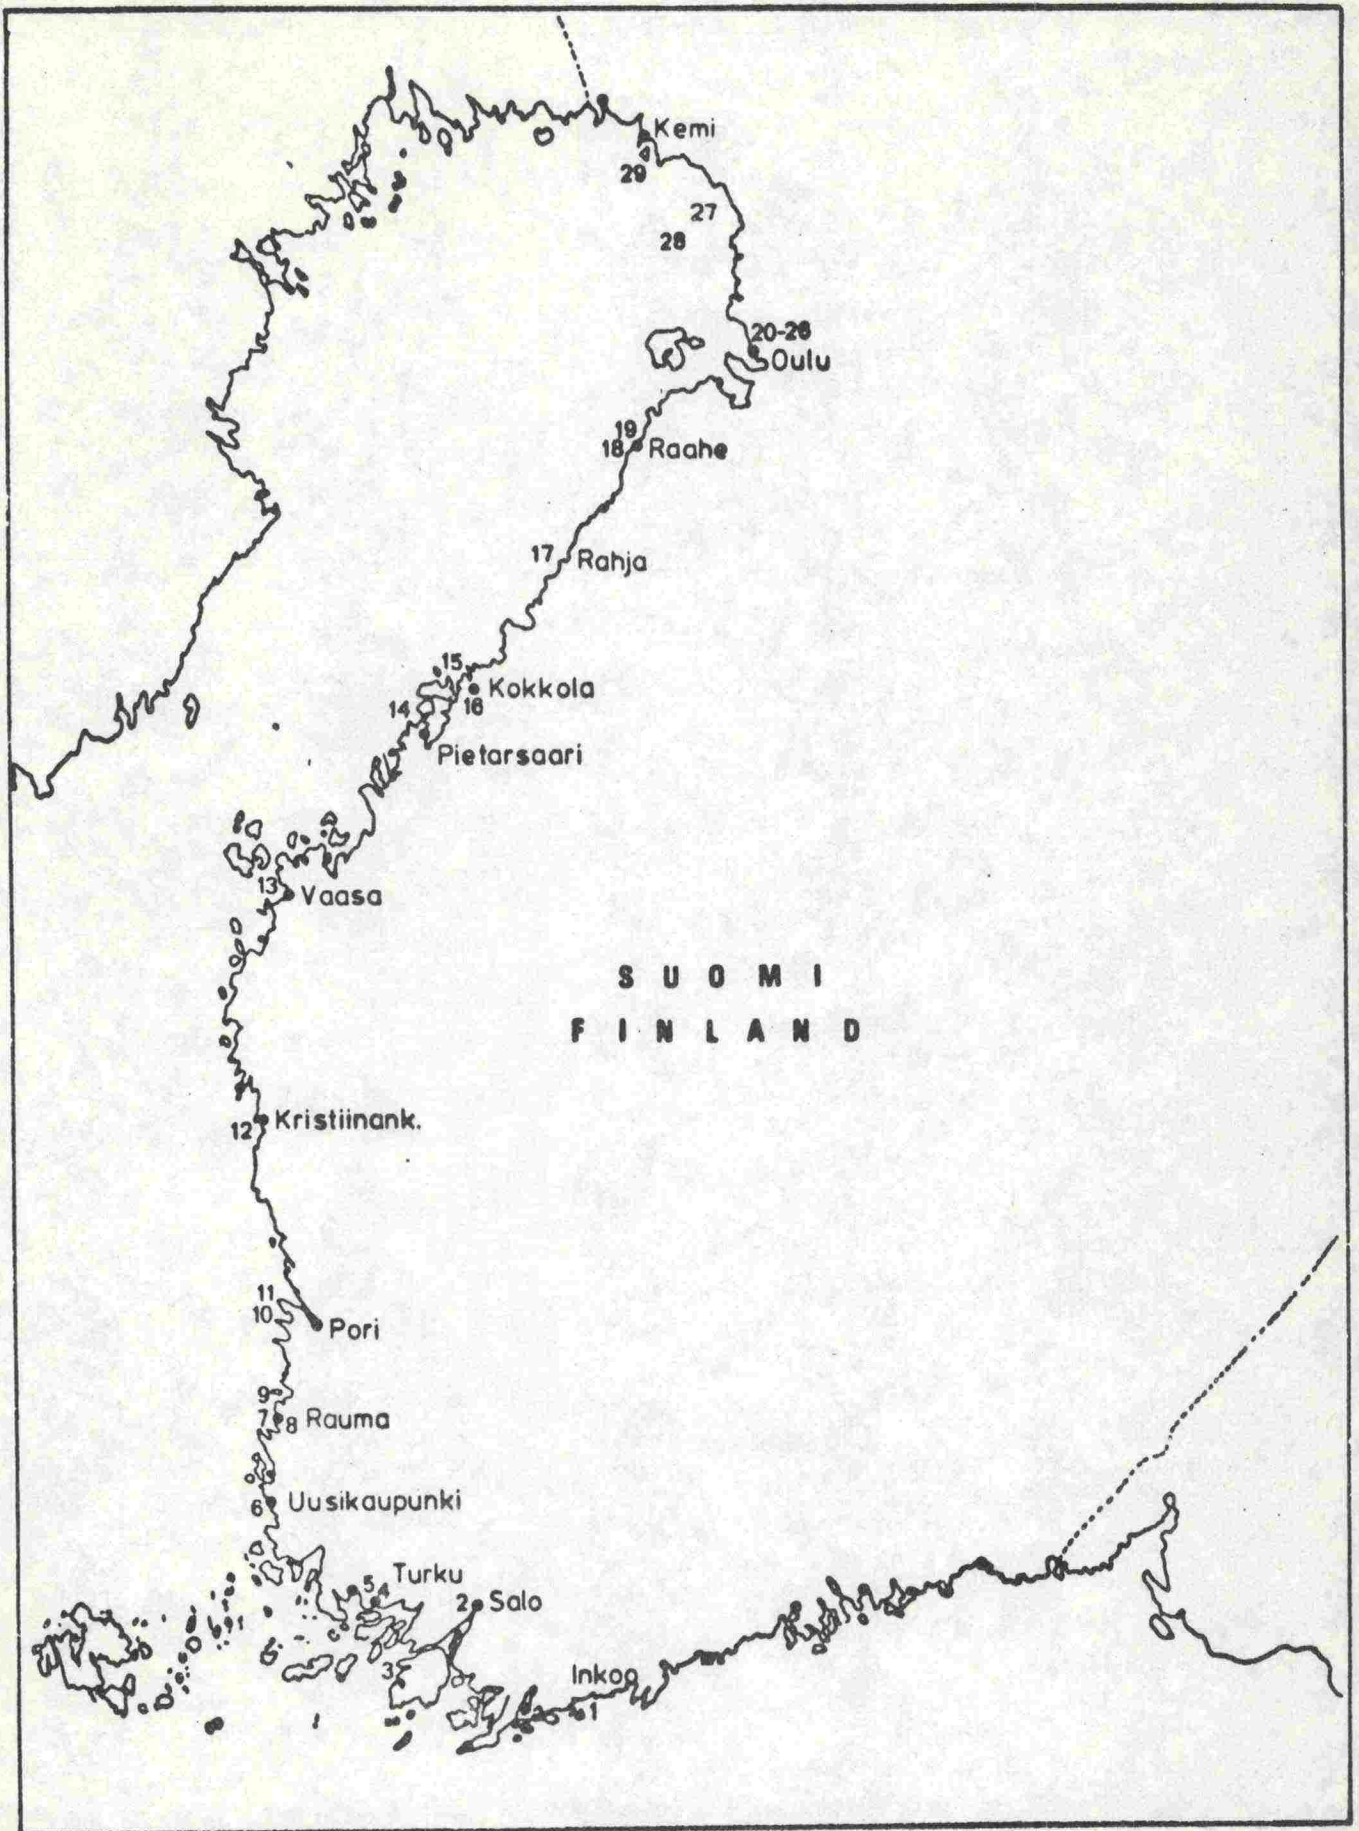 Kemi
29
27
28
20-26
Oulu
19
18 Raahe
17 Rahja
15
Kokkola
14 16
Pietarsaari
13
Vaasa
SUOMI
FINLAND
12 Kristiinank.
11
10
Pori
9
7 8 Rauma
6 Uusikaupunki
5 4 Turku
2 Salo
3
Inkoo
1